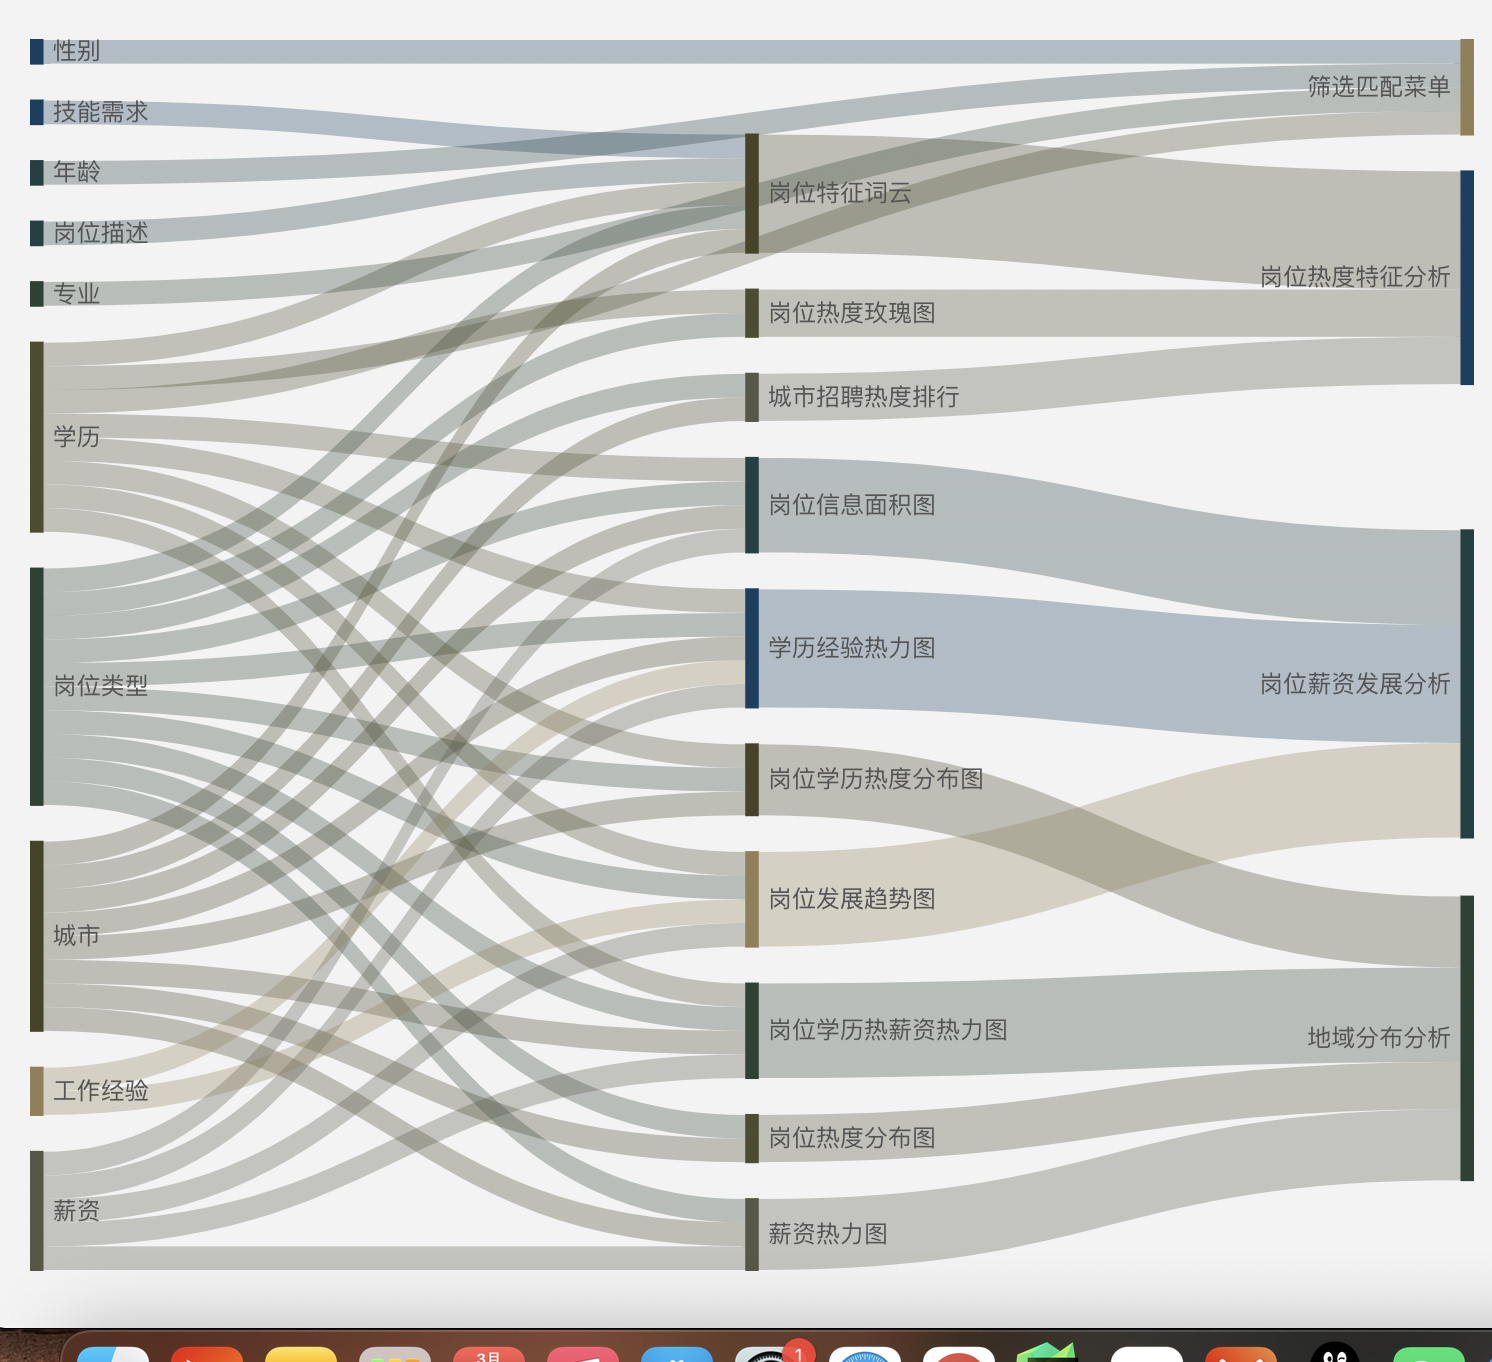 性别
技能需求
年龄
岗位描述
专业
学历
岗位类型
城市
工作经验
薪资
岗位特征词云
岗位热度玫瑰图
城市招聘热度排行
岗位信息面积图
学历经验热力图
岗位学历热度分布图
岗位发展趋势图
岗位学历热薪资热力图
岗位热度分布图
薪资热力图
筛选匹配菜单
岗位热度特征分析
岗位薪资发展分析
地域分布分析
3月
1